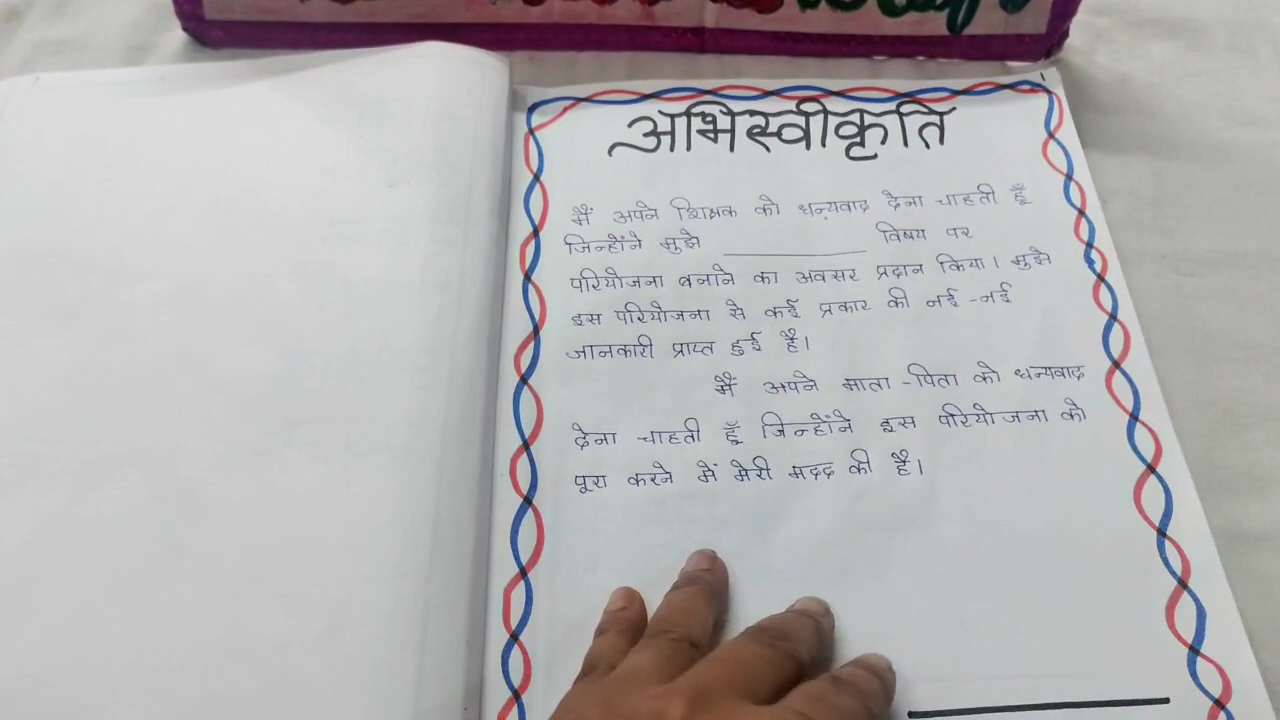 अभिस्वीकृति
मैं अपने शिक्षक को धन्यवाद देना चाहती हूँ
जिन्होंने मुझे ____________ विषय पर
परियोजना बनाने का अवसर प्रदान किया। मुझे
इस परियोजना से कई प्रकार की नई -नई
जानकारी प्राप्त हुई है।
मैं अपने माता -पिता को धन्यवाद
देना चाहती हूँ जिन्होंने इस परियोजना को
पूरा करने में मेरी मदद की है।